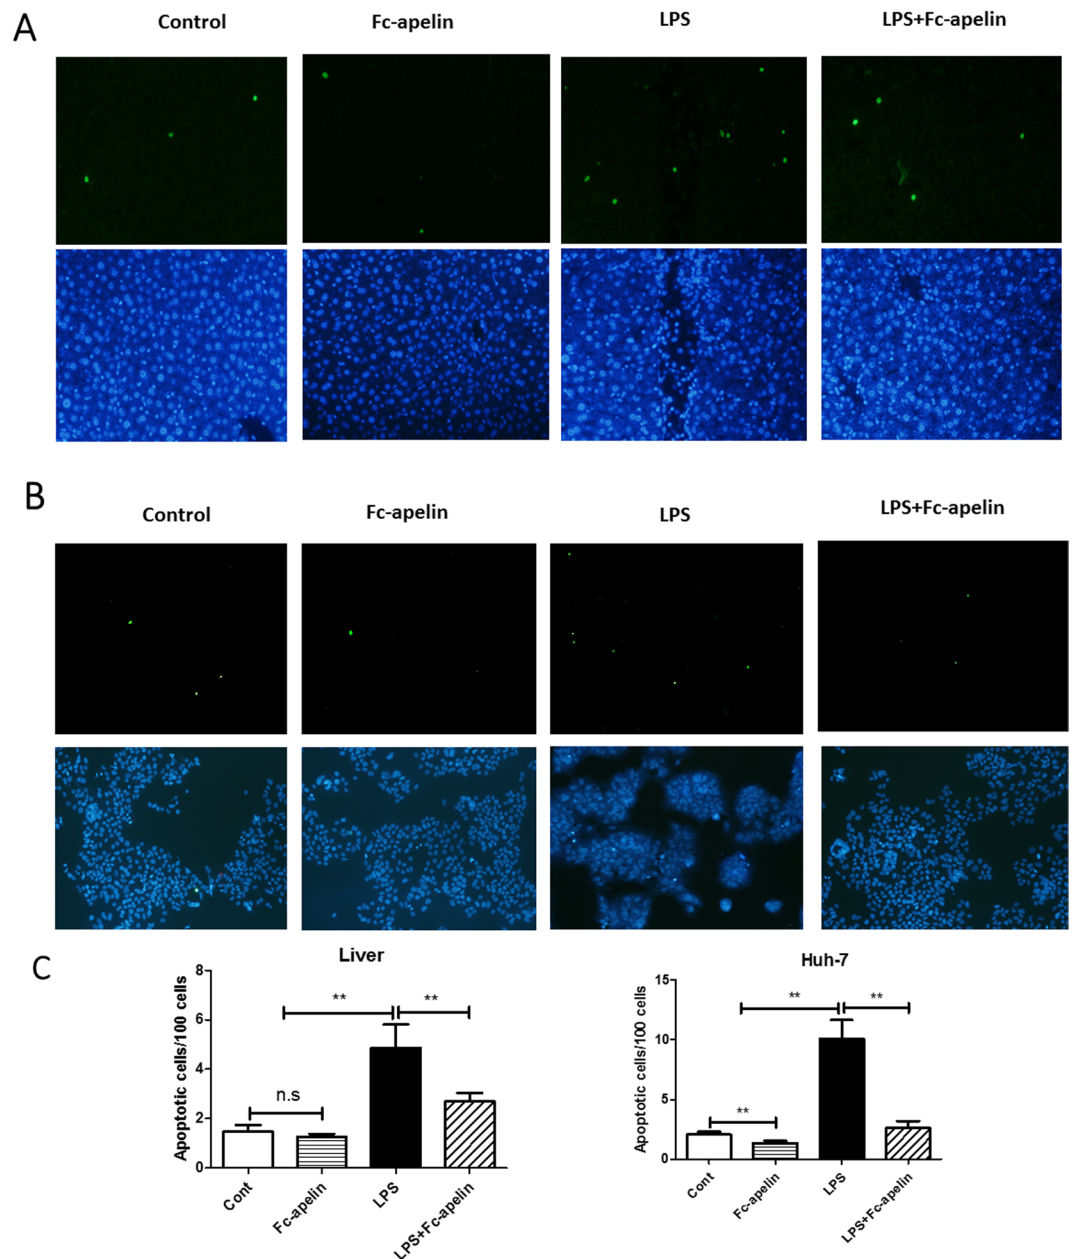 A
Control
Fc-apelin
LPS
LPS+Fc-apelin
B
Control
Fc-apelin
LPS
LPS+Fc-apelin
C
Liver
Apoptotic cells/100 cells
8
6
4
2
0
n.s
**
**
Cont
Fc-apelin
LPS
LPS+Fc-apelin
Huh-7
Apoptotic cells/100 cells
15
10
5
0
**
**
**
Cont
Fc-apelin
LPS
LPS+Fc-apelin